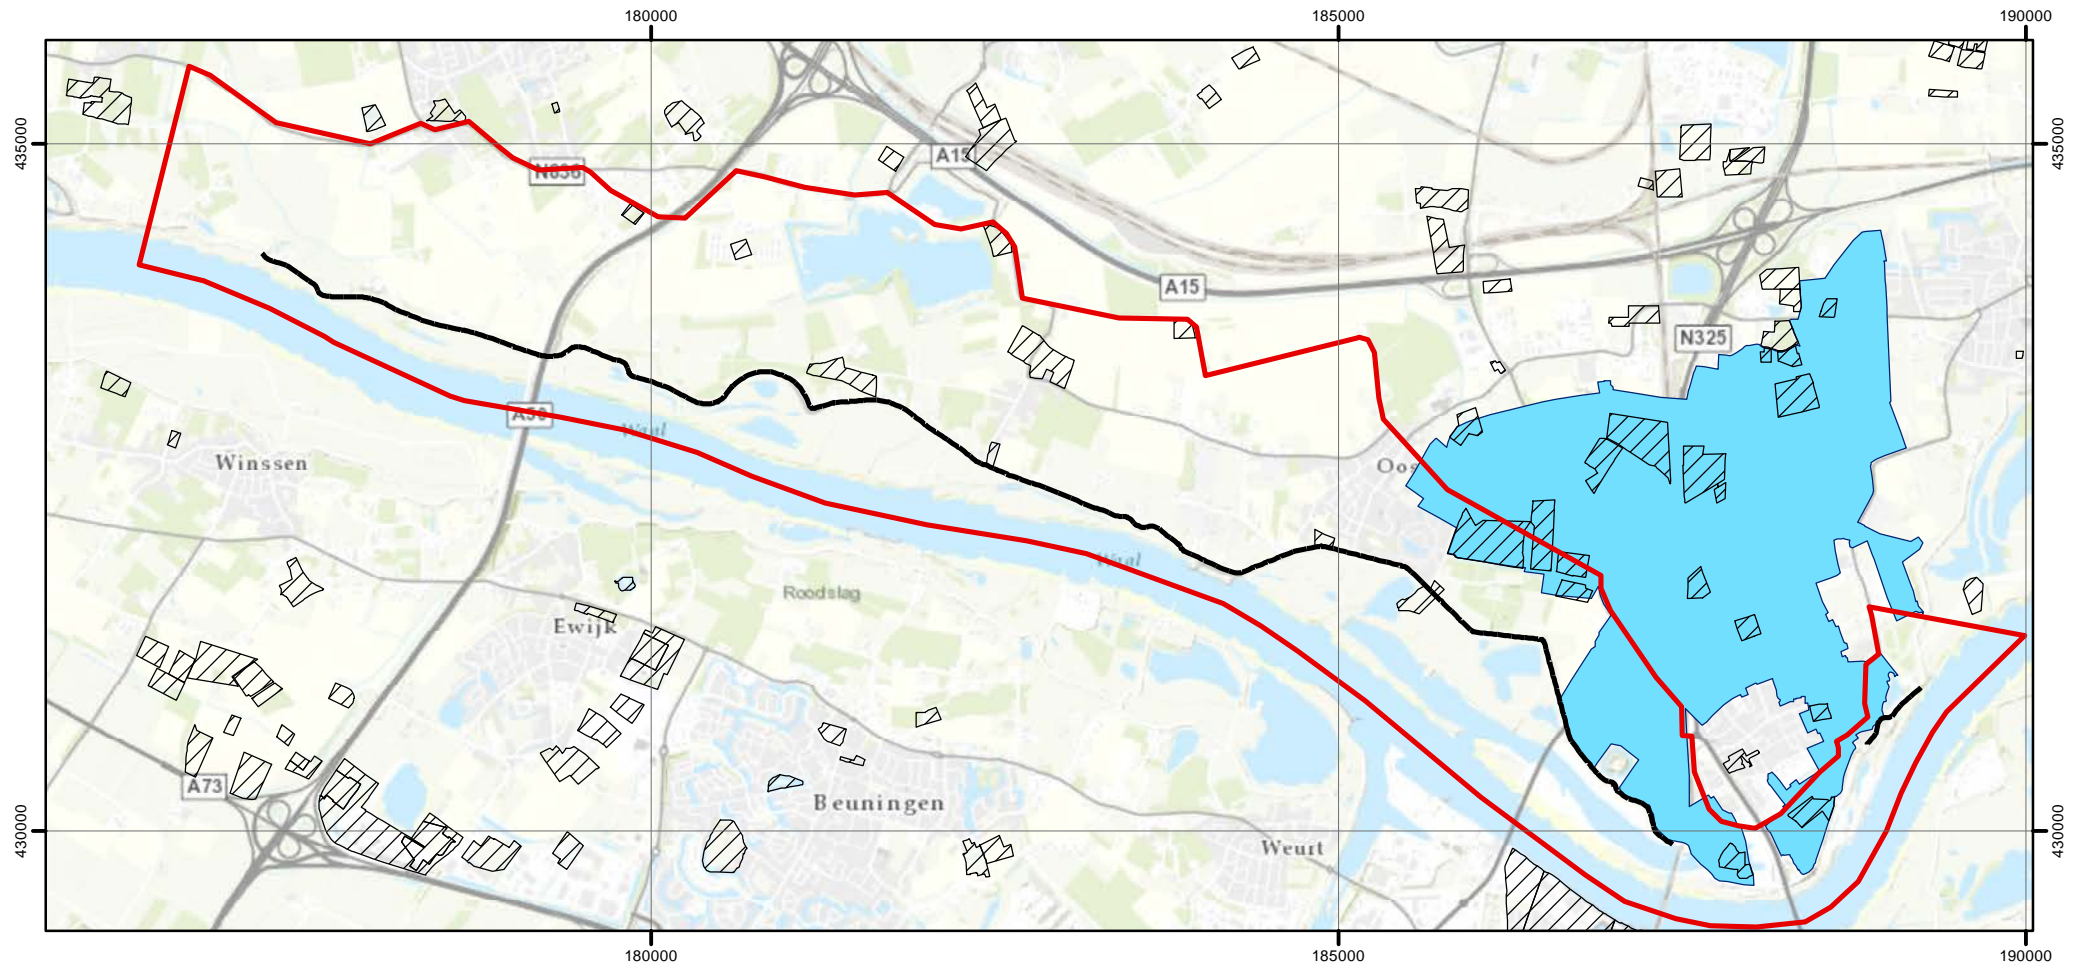 180000
185000
190000
435000
435000
A15
N836
A15
N325
A50
Waal
Winssen
Oos
Waal
Roodslag
Ewijk
A73
Beuningen
Weurt
430000
430000
180000
185000
190000